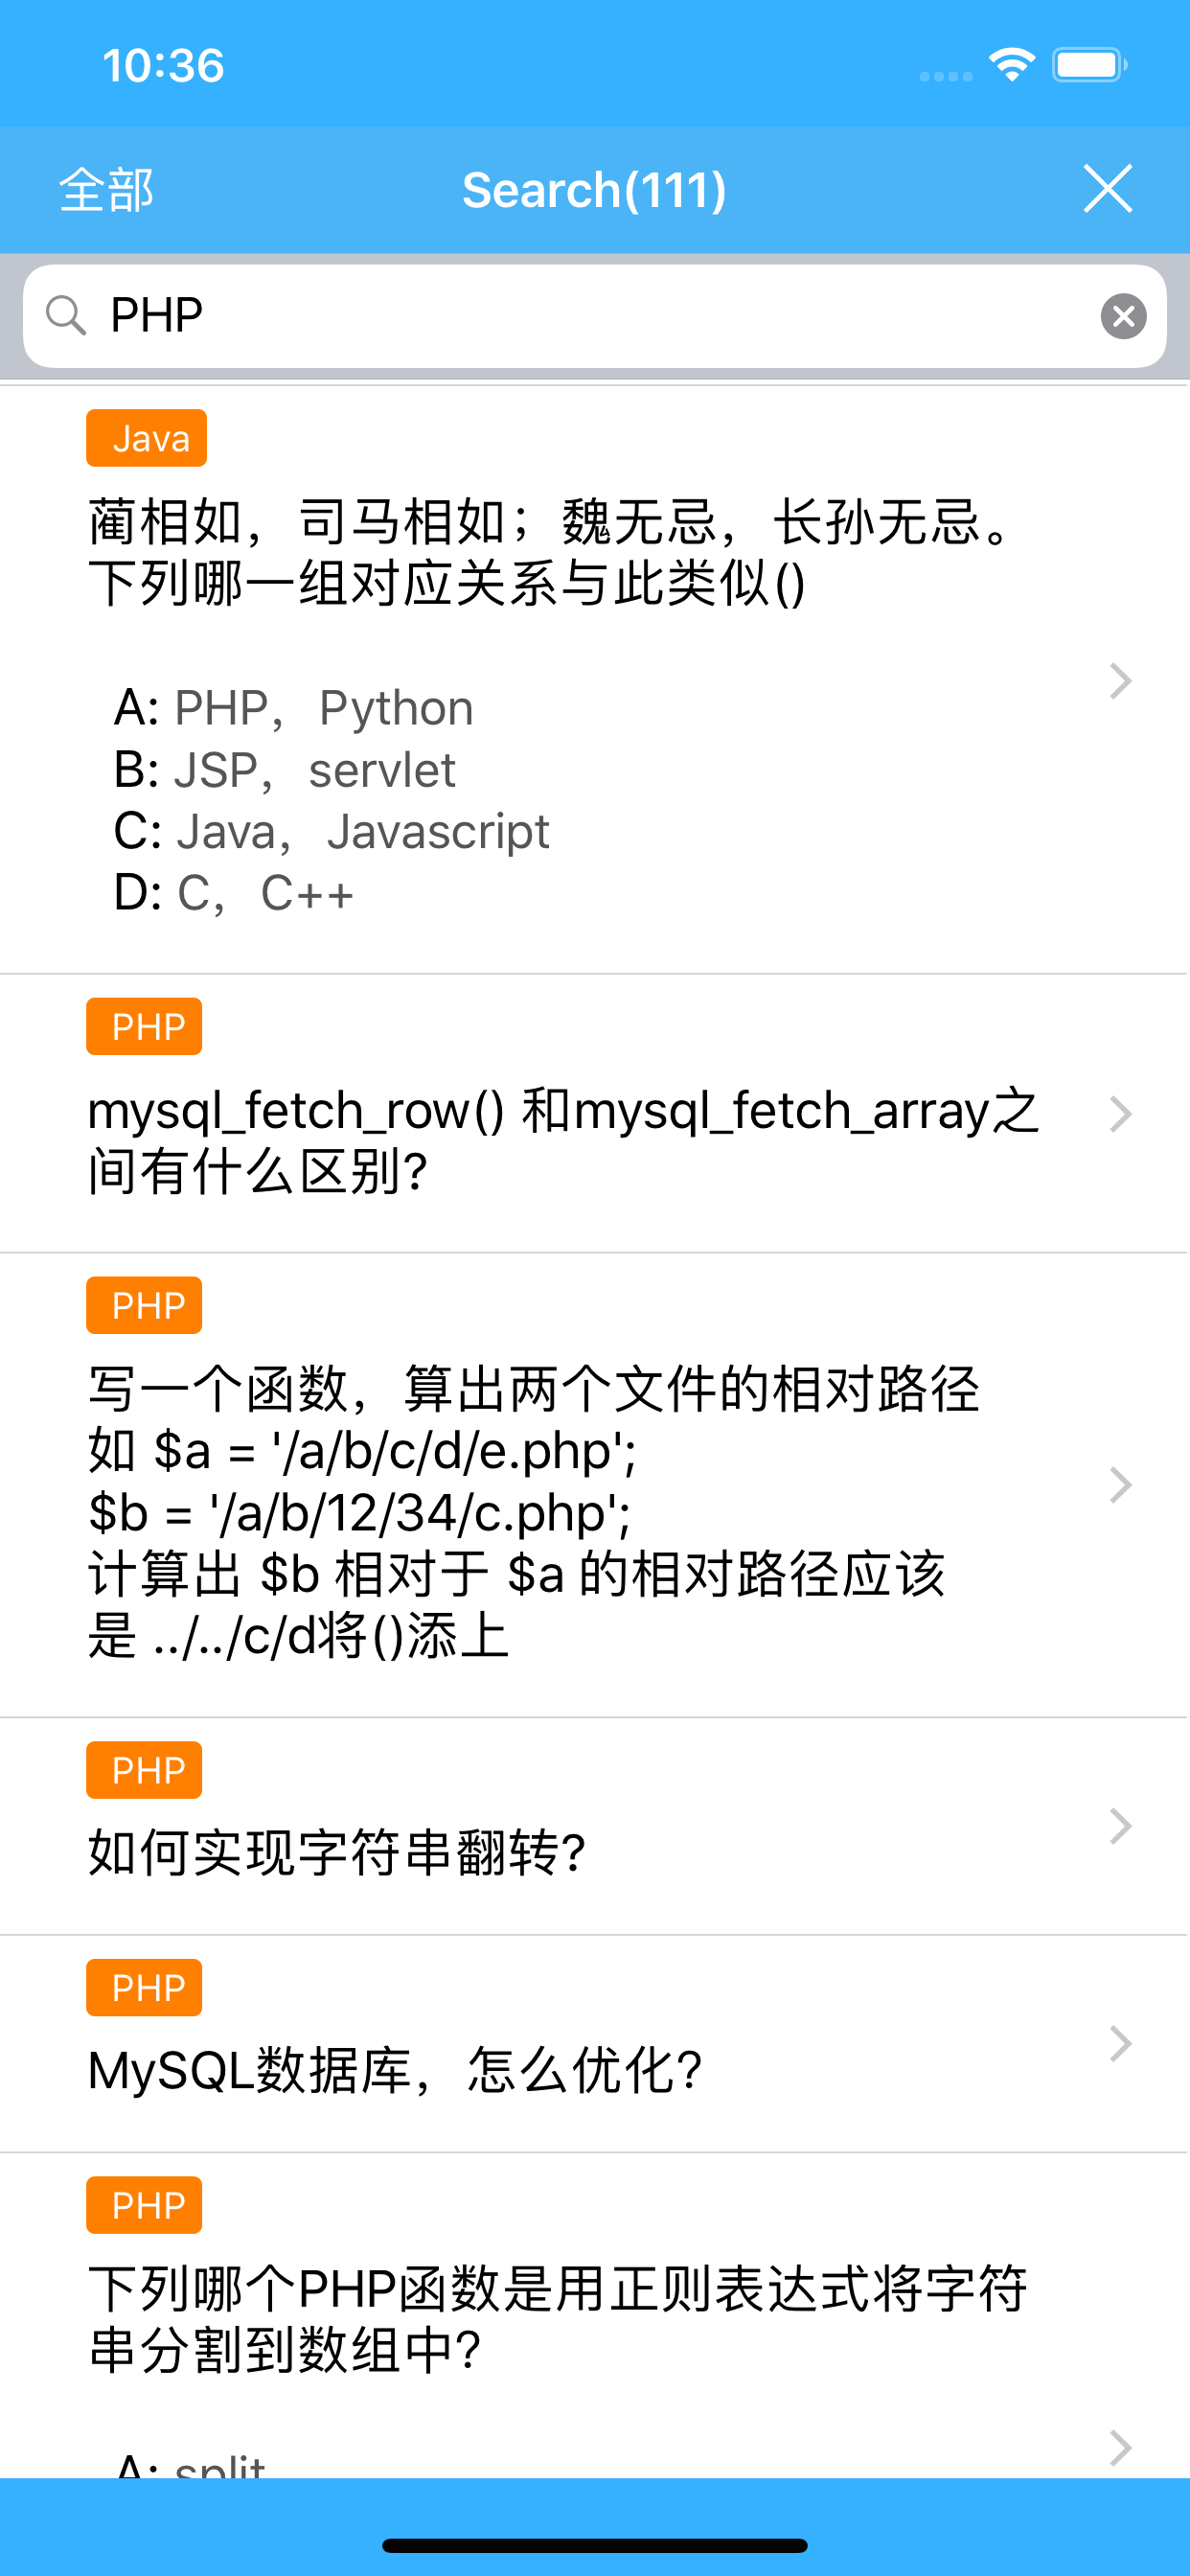 10:36
全部
Search(111)
PHP
Java
蔺相如，司马相如；魏无忌，长孙无忌。
下列哪一组对应关系与此类似()
A: PHP，Python
B: JSP，servlet
C: Java，Javascript
D: C，C++
PHP
mysql_fetch_row() 和mysql_fetch_array之
间有什么区别?
PHP
写一个函数，算出两个文件的相对路径
如 $a = '/a/b/c/d/e.php';
$b = '/a/b/12/34/c.php';
计算出 $b 相对于 $a 的相对路径应该
是 ../../c/d将()添上
PHP
如何实现字符串翻转?
PHP
MySQL数据库，怎么优化?
PHP
下列哪个PHP函数是用正则表达式将字符
串分割到数组中?
A: split